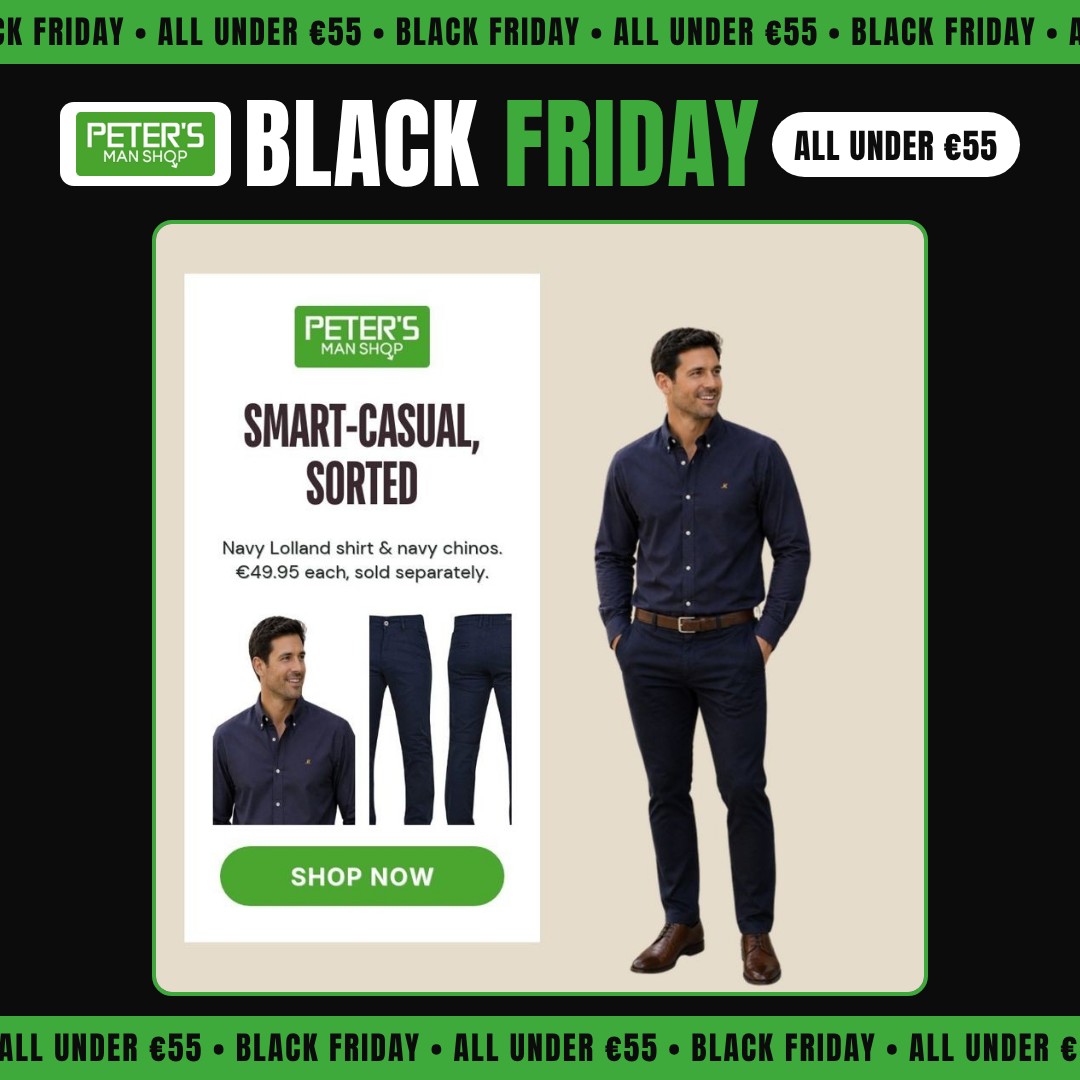 CK FRIDAY • ALL UNDER €55 • BLACK FRIDAY • ALL UNDER €55 • BLACK FRIDAY • A
PETER'S
MAN SHOP
BLACK FRIDAY
ALL UNDER €55
PETER'S
MAN SHOP
SMART-CASUAL,
SORTED
Navy Lolland shirt & navy chinos.
€49.95 each, sold separately.
SHOP NOW
ALL UNDER €55 • BLACK FRIDAY • ALL UNDER €55 • BLACK FRIDAY • ALL UNDER €